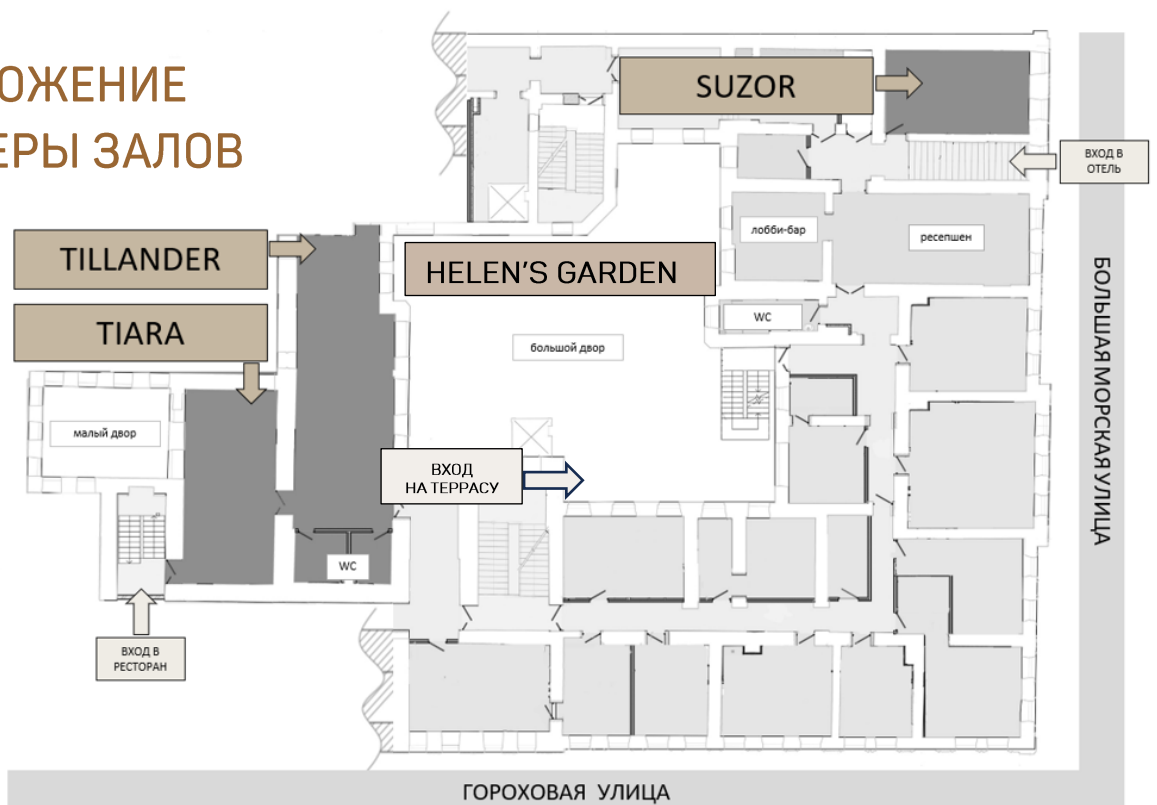 ОЖЕНИЕ
ЕРЫ ЗАЛОВ
SUZOR
ВХОД В
ОТЕЛЬ
TILLANDER
HELEN’S GARDEN
лобби-бар
ресепшен
TIARA
WC
большой двор
малый двор
ВХОД
НА ТЕРРАСУ
WC
ВХОД В
РЕСТОРАН
БОЛЬШАЯ МОРСКАЯ УЛИЦА
ГОРОХОВАЯ УЛИЦА